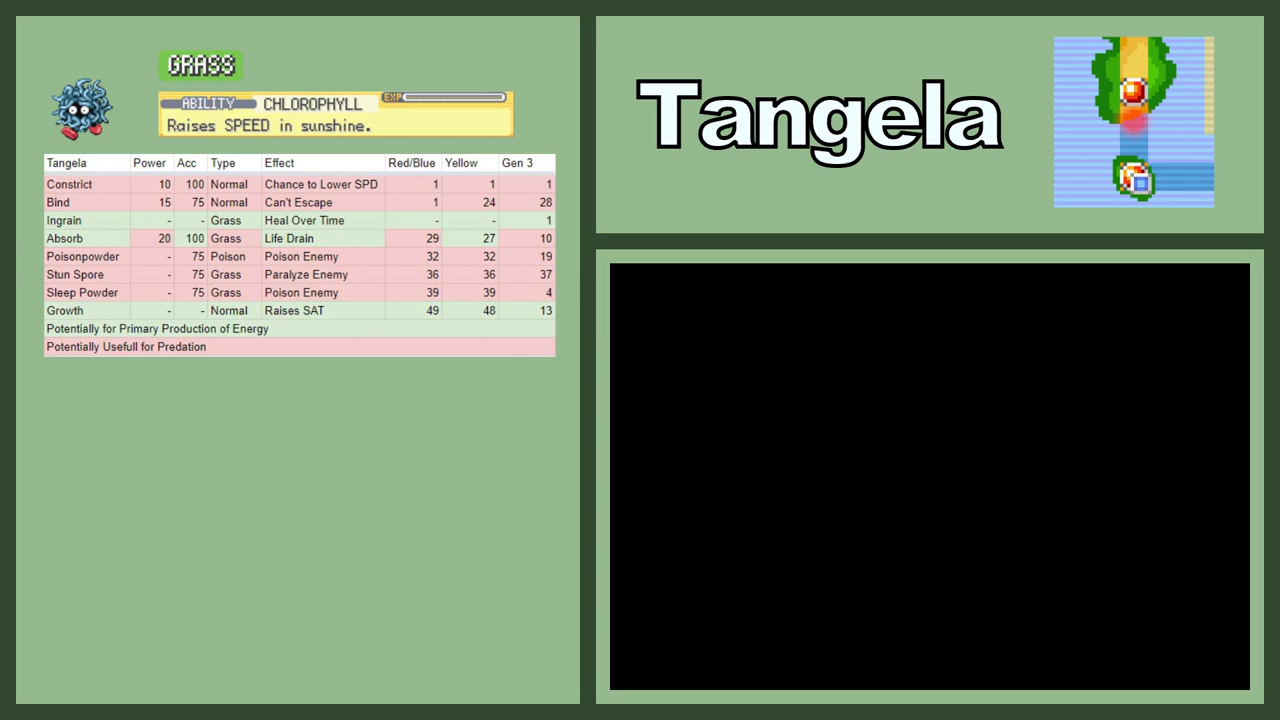 GRASS
ABILITY CHLOROPHYLL EXP
Raises SPEED in sunshine.
Tangela Power Acc Type Effect Red/Blue Yellow Gen 3
Constrict 10 100 Normal Chance to Lower SPD 1 1 1
Bind 15 75 Normal Can't Escape 1 24 28
Ingrain - - Grass Heal Over Time - - 1
Absorb 20 100 Grass Life Drain 29 27 10
Poisonpowder - 75 Poison Poison Enemy 32 32 19
Stun Spore - 75 Grass Paralyze Enemy 36 36 37
Sleep Powder - 75 Grass Poison Enemy 39 39 4
Growth - - Normal Raises SAT 49 48 13
Potentially for Primary Production of Energy
Potentially Usefull for Predation
Tangela